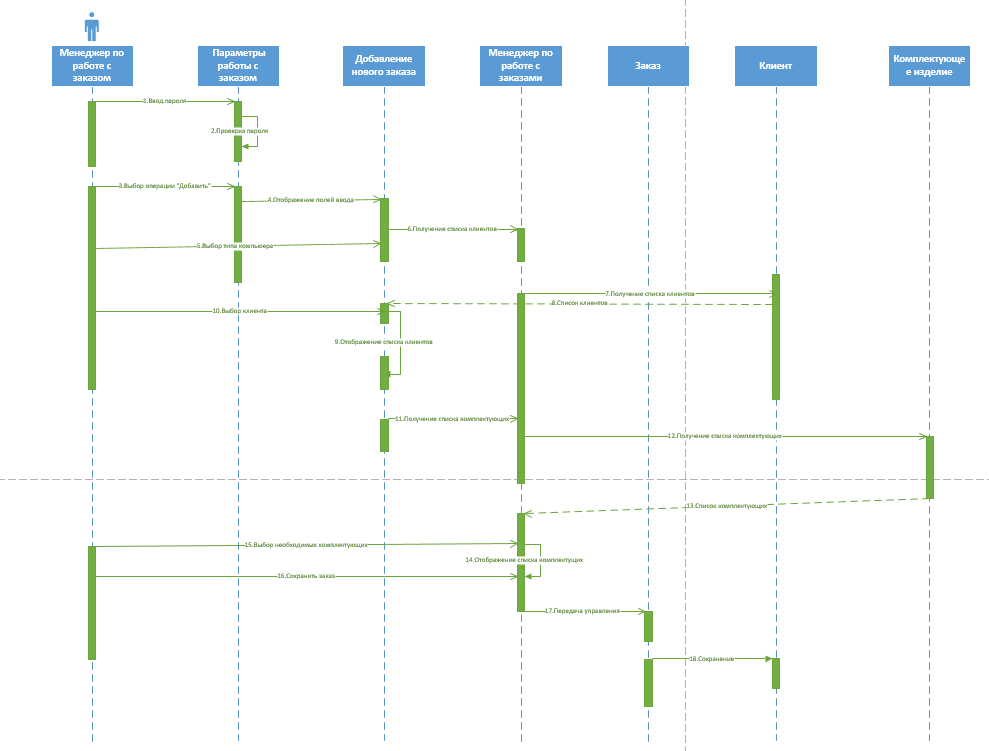 Менеджер по
работе с
заказом
Параметры
работы с
заказом
Добавление
нового заказа
Менеджер по
работе с
заказами
Заказ
Клиент
Комплектующе
е изделие
1.Ввод пароля
2.Проверка пароля
3.Выбор операции "Добавить"
4.Отображение полей ввода
6.Получение списка клиентов
5.Выбор типа компьюера
7.Получение списка клиентов
8.Список клиентов
10.Выбор клиента
9.Отображение списка клиентов
11.Получение списка комплектующих
12.Получение списка комплектующих
13.Список комплектующих
15.Выбор необходимых комплектующих
14.Отображение списка комплектущих
16.Сохранить заказ
17.Передача управления
18.Сохранение